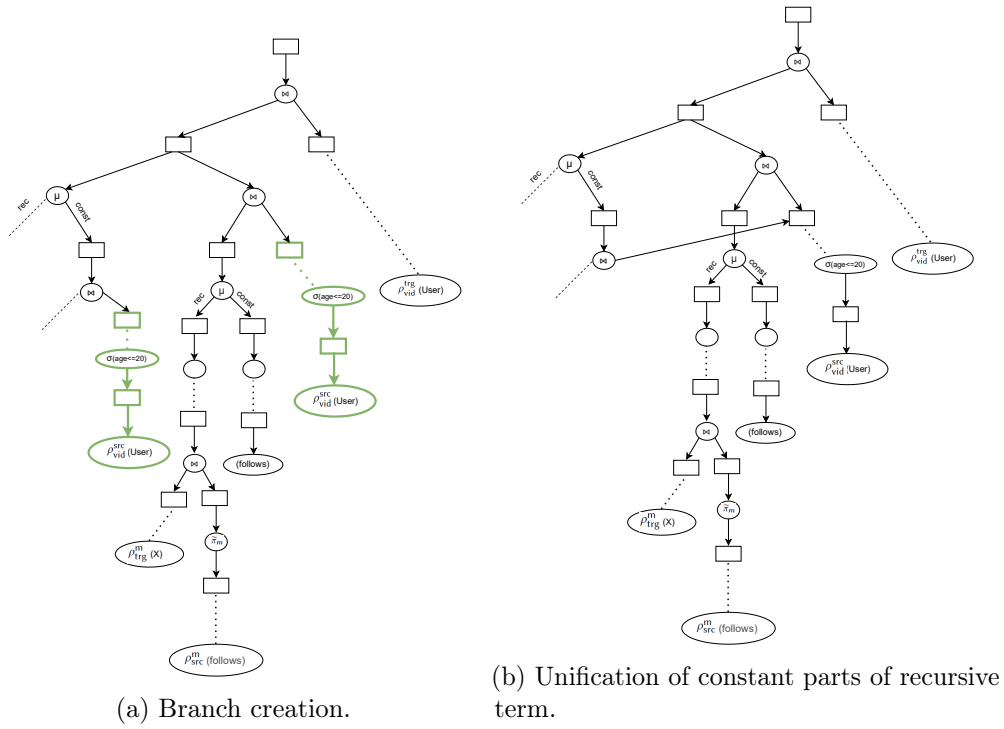 ⋈
⋈
μ
rec
const
μ
⋈
rec
const
μ
⋈
rec
const
ρ^trg_vid (User)
ρ^trg_vid (User)
⋈
μ
rec
const
σ(age<=20)
σ(age<=20)
σ(age<=20)
ρ^src_vid (User)
ρ^src_vid (User)
ρ^src_vid (User)
⋈
(follows)
⋈
(follows)
ρ^m_trg (X)
π̃_m
ρ^m_trg (X)
π̃_m
ρ^m_src (follows)
ρ^m_src (follows)
(a) Branch creation.
(b) Unification of constant parts of recursive
term.